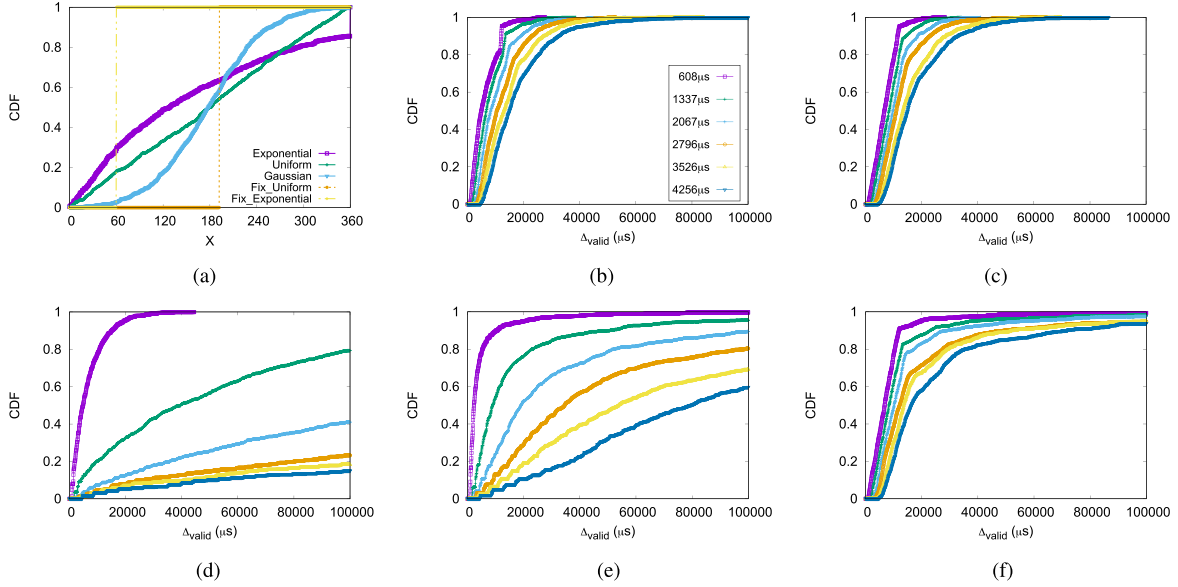 1
0.8
0.6
0.4
0.2
0
CDF
0 60 120 180 240 300 360
X
Exponential
Uniform
Gaussian
Fix_Uniform
Fix_Exponential
(a)
1
0.8
0.6
0.4
0.2
0
CDF
0 20000 40000 60000 80000 100000
Δvalid (μs)
608μs
1337μs
2067μs
2796μs
3526μs
4256μs
(b)
1
0.8
0.6
0.4
0.2
0
CDF
0 20000 40000 60000 80000 100000
Δvalid (μs)
(c)
1
0.8
0.6
0.4
0.2
0
CDF
0 20000 40000 60000 80000 100000
Δvalid (μs)
(d)
1
0.8
0.6
0.4
0.2
0
CDF
0 20000 40000 60000 80000 100000
Δvalid (μs)
(e)
1
0.8
0.6
0.4
0.2
0
CDF
0 20000 40000 60000 80000 100000
Δvalid (μs)
(f)